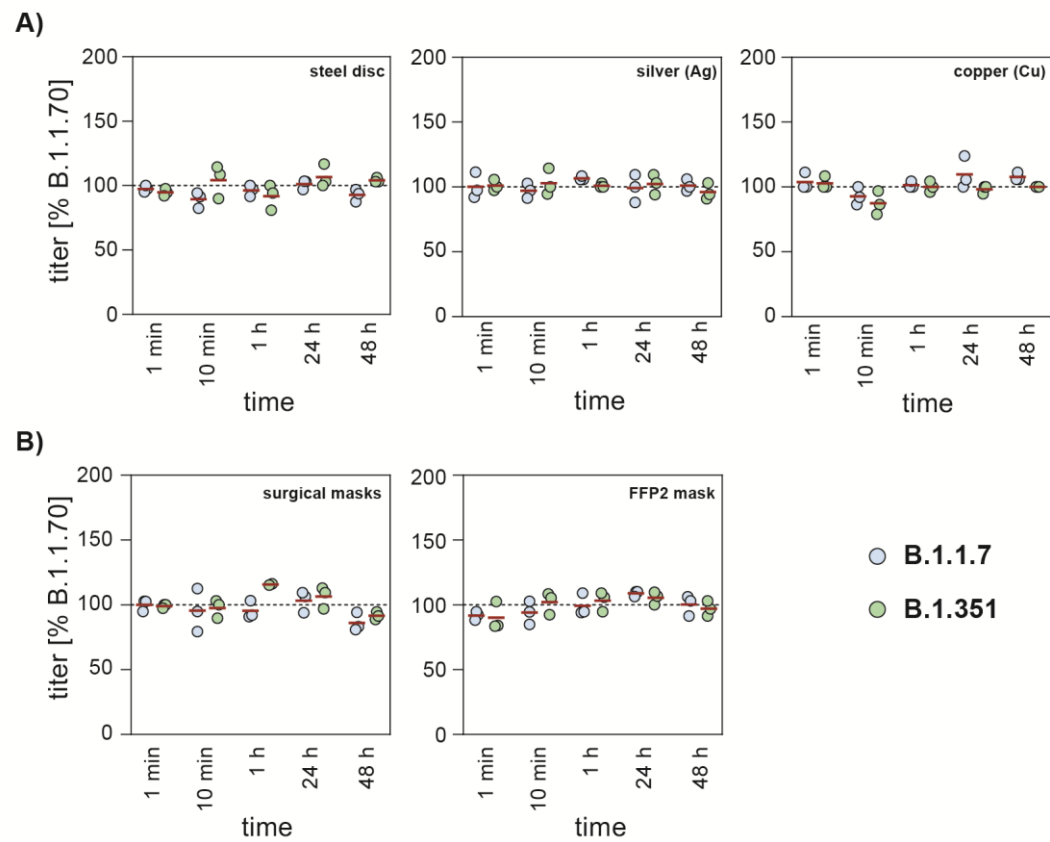 A)
titer [% B.1.1.70]
200
150
100
50
0
steel disc
1 min
10 min
1 h
24 h
48 h
time
200
150
100
50
0
silver (Ag)
1 min
10 min
1 h
24 h
48 h
time
200
150
100
50
0
copper (Cu)
1 min
10 min
1 h
24 h
48 h
time
B)
titer [% B.1.1.70]
200
150
100
50
0
surgical masks
1 min
10 min
1 h
24 h
48 h
time
200
150
100
50
0
FFP2 mask
1 min
10 min
1 h
24 h
48 h
time
B.1.1.7
B.1.351